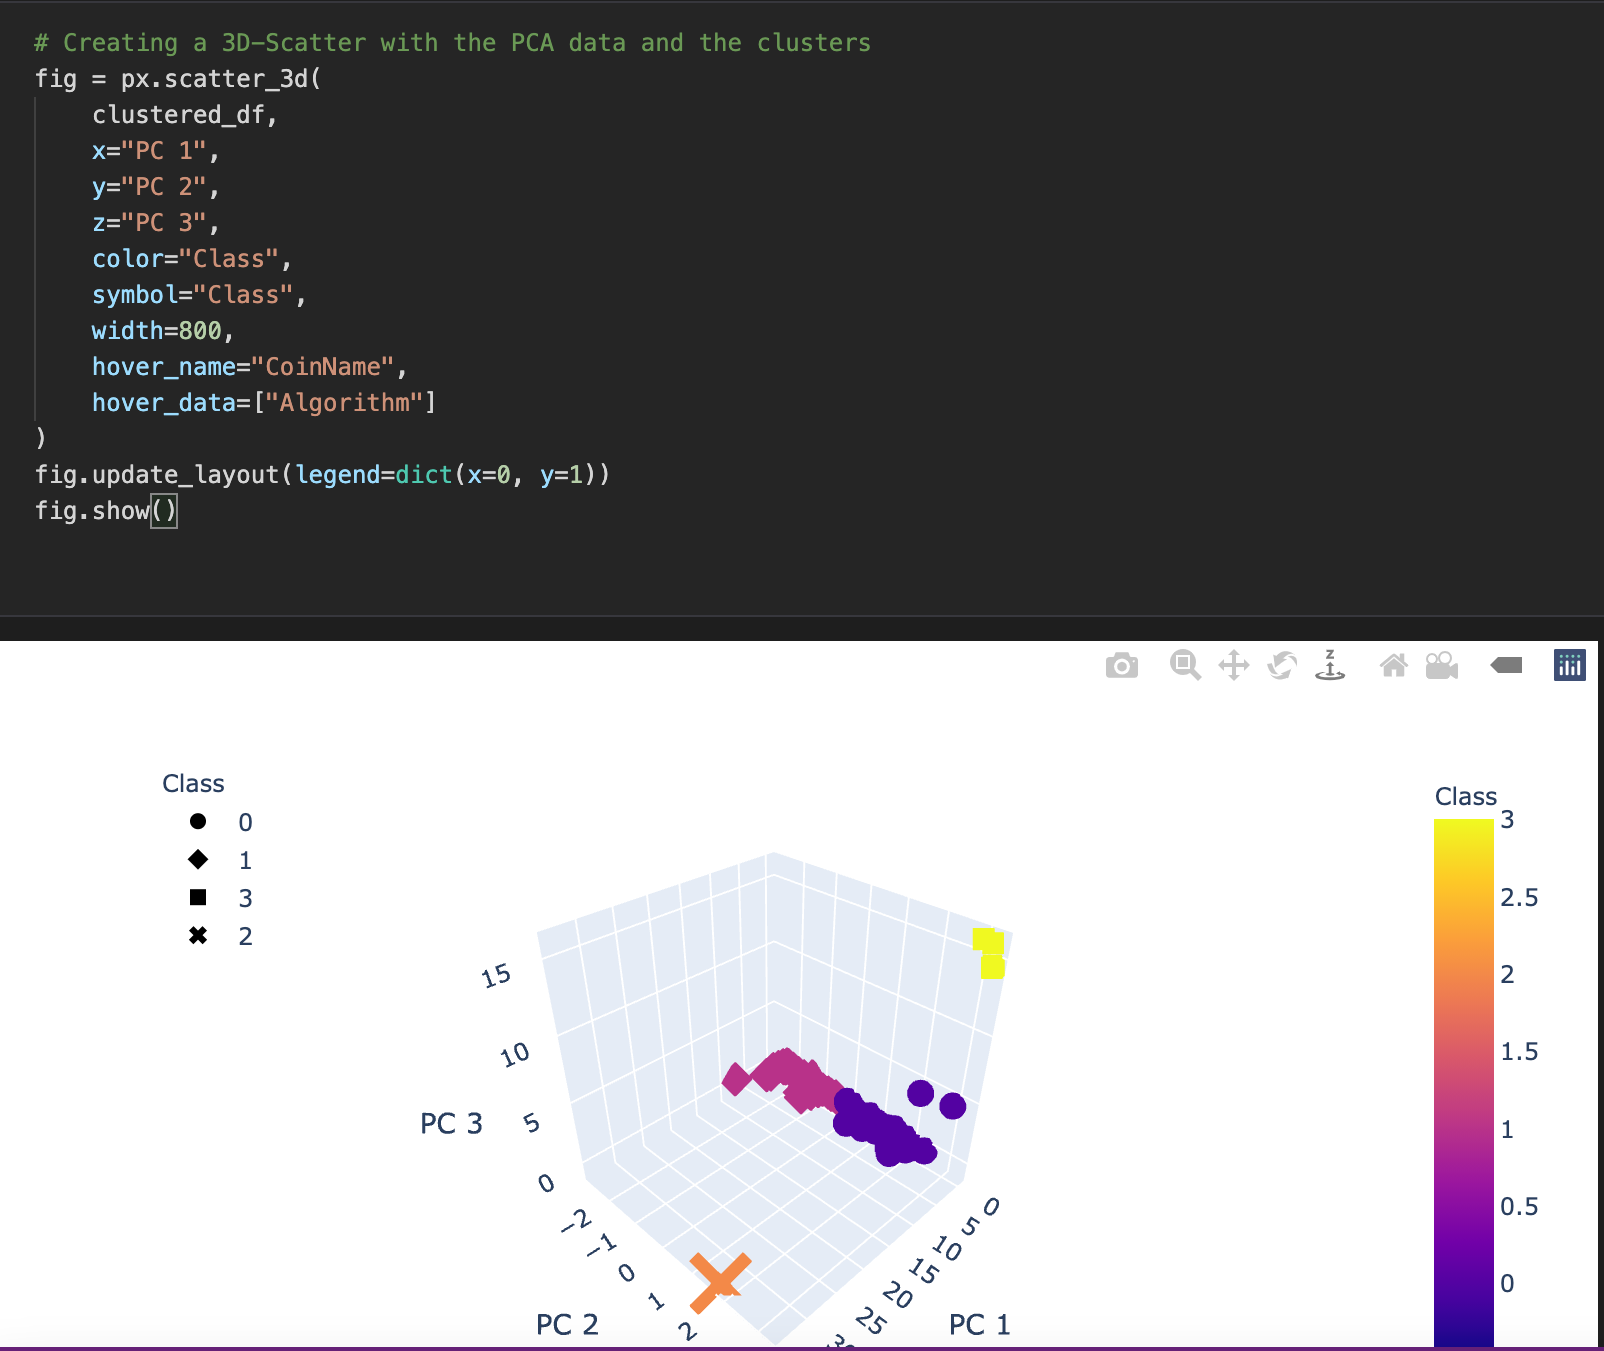 # Creating a 3D-Scatter with the PCA data and the clusters
fig = px.scatter_3d(
    clustered_df,
    x="PC 1",
    y="PC 2",
    z="PC 3",
    color="Class",
    symbol="Class",
    width=800,
    hover_name="CoinName",
    hover_data=["Algorithm"]
)
fig.update_layout(legend=dict(x=0, y=1))
fig.show()
z
Class
0
1
3
2
15
10
5
0
PC 3
−2
−1
0
1
2
PC 2
0
5
10
15
20
25
PC 1
Class
3
2.5
2
1.5
1
0.5
0